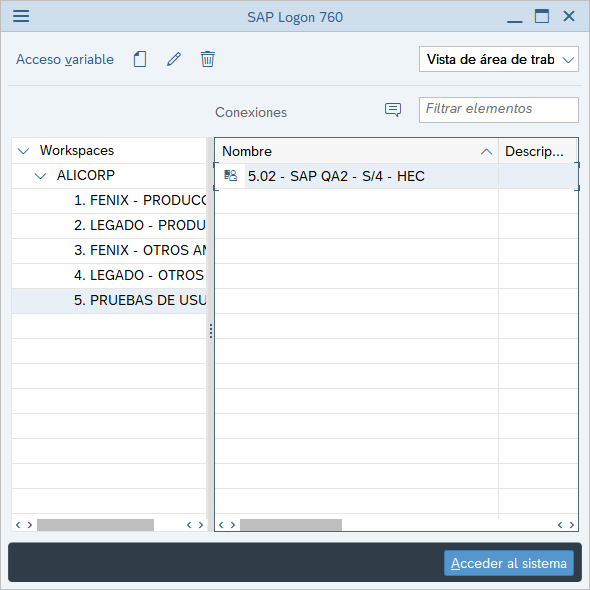 SAP Logon 760
Acceso variable
Vista de área de trab
Conexiones
Filtrar elementos
Workspaces
ALICORP
1. FENIX - PRODUCC
2. LEGADO - PRODU
3. FENIX - OTROS AM
4. LEGADO - OTROS
5. PRUEBAS DE USU
Nombre
Descrip...
5.02 - SAP QA2 - S/4 - HEC
Acceder al sistema